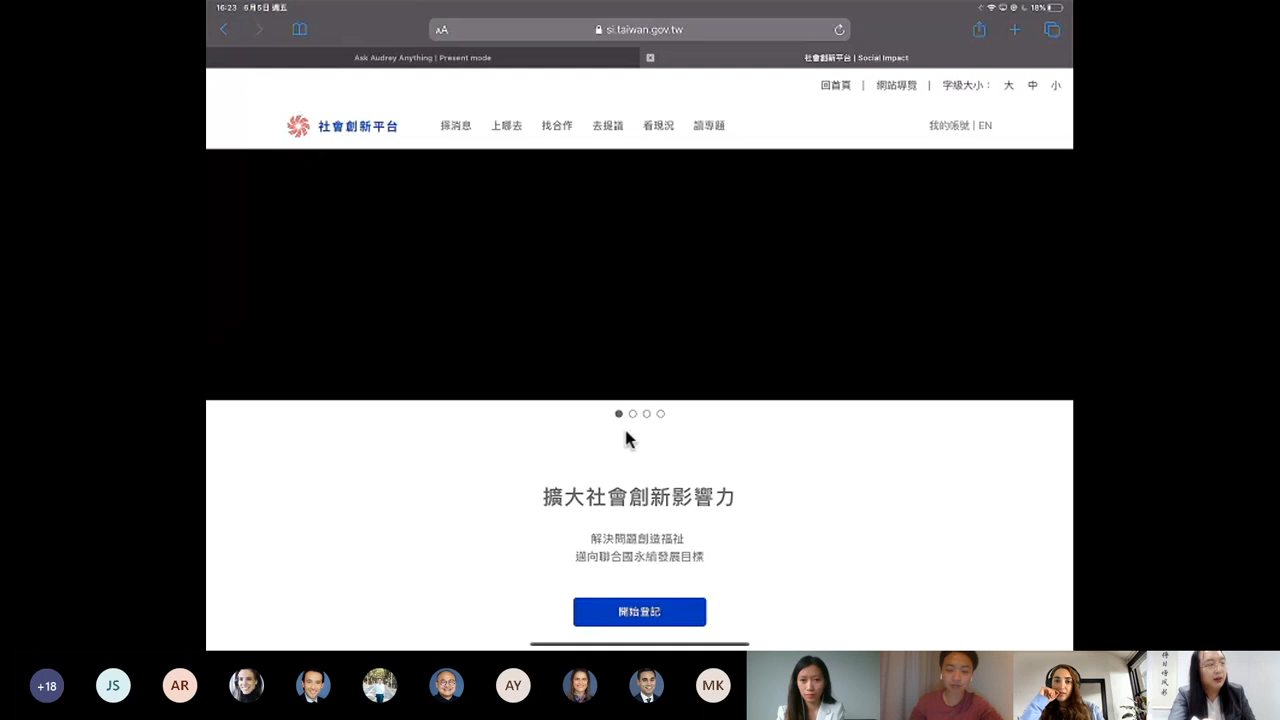 16:23 6月5日 週五
18%
AA
si.taiwan.gov.tw
Ask Audrey Anything | Present mode
社會創新平台 | Social Impact
回首頁 | 網站導覽 | 字級大小： 大 中 小
社會創新平台
探消息 上哪去 找合作 去提議 看現況 讀專題
我的帳號 | EN
擴大社會創新影響力
解決問題創造福祉
邁向聯合國永續發展目標
開始登記
+18
JS
AR
AY
MK